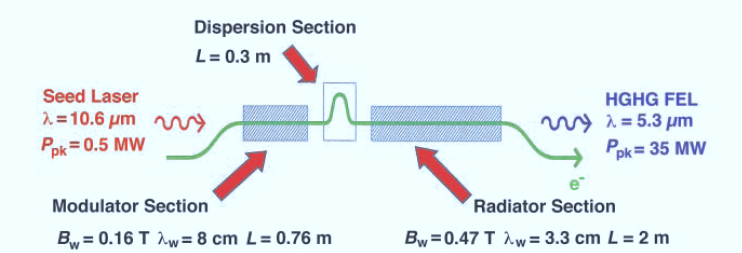 Dispersion Section
L = 0.3 m
Seed Laser
λ = 10.6 μm
Ppk = 0.5 MW
HGHG FEL
λ = 5.3 μm
Ppk = 35 MW
e-
Modulator Section
Bw = 0.16 T λw = 8 cm L = 0.76 m
Radiator Section
Bw = 0.47 T λw = 3.3 cm L = 2 m